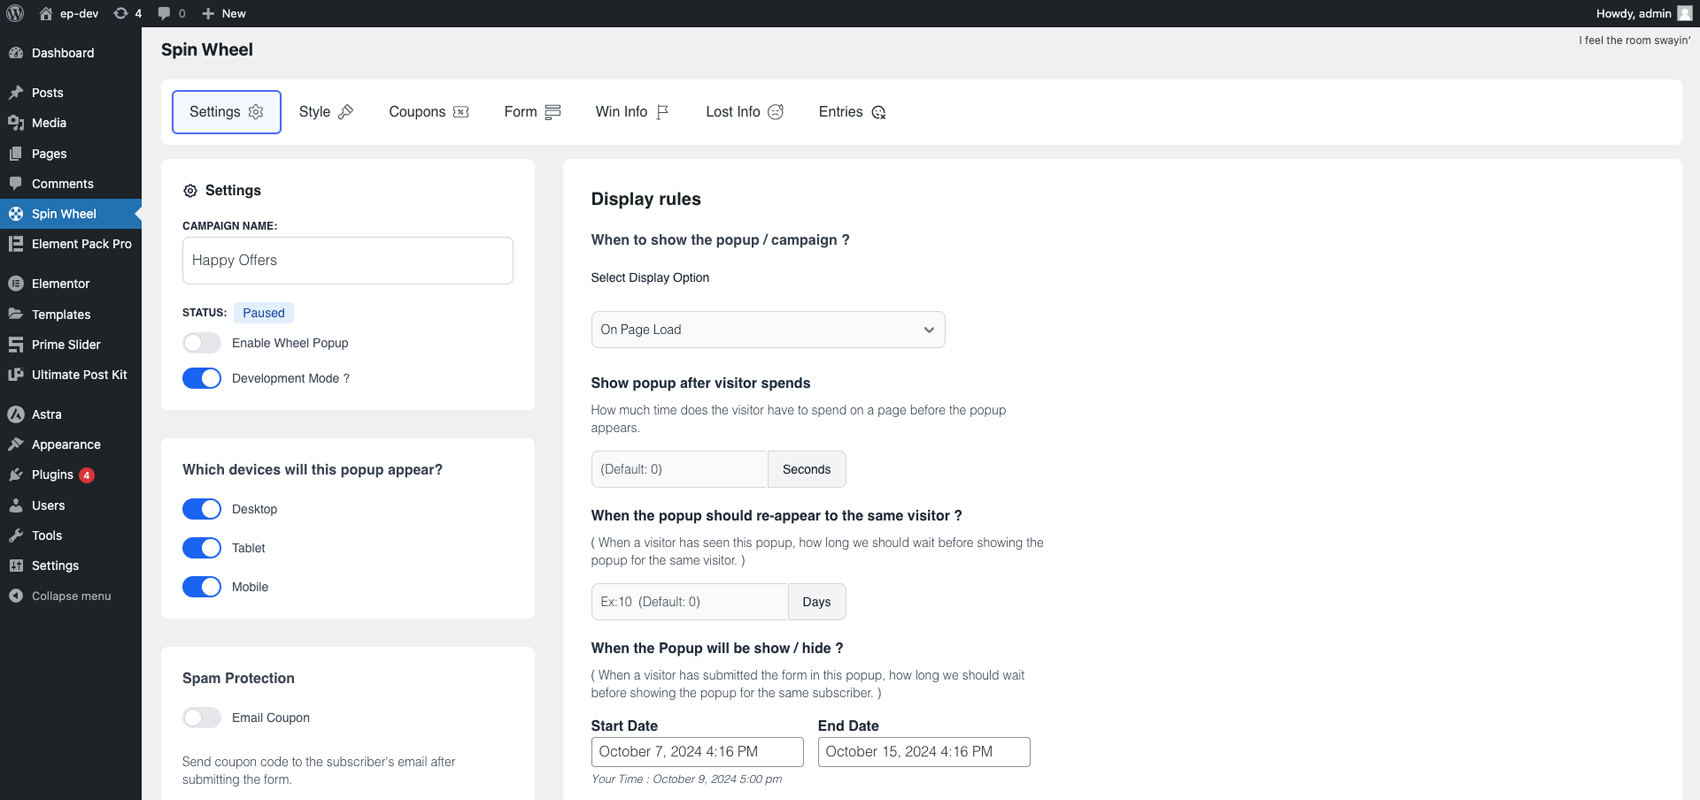 ep-dev
4
0
New
Howdy, admin
Dashboard
Posts
Media
Pages
Comments
Spin Wheel
Element Pack Pro
Elementor
Templates
Prime Slider
Ultimate Post Kit
Astra
Appearance
Plugins 4
Users
Tools
Settings
Collapse menu
Spin Wheel
I feel the room swayin'
Settings
Style
Coupons
Form
Win Info
Lost Info
Entries
Settings
CAMPAIGN NAME:
Happy Offers
STATUS: Paused
Enable Wheel Popup
Development Mode ?
Which devices will this popup appear?
Desktop
Tablet
Mobile
Spam Protection
Email Coupon
Send coupon code to the subscriber's email after
submitting the form.
Display rules
When to show the popup / campaign ?
Select Display Option
On Page Load
Show popup after visitor spends
How much time does the visitor have to spend on a page before the popup
appears.
(Default: 0) Seconds
When the popup should re-appear to the same visitor ?
( When a visitor has seen this popup, how long we should wait before showing the
popup for the same visitor. )
Ex:10 (Default: 0) Days
When the Popup will be show / hide ?
( When a visitor has submitted the form in this popup, how long we should wait
before showing the popup for the same subscriber. )
Start Date End Date
October 7, 2024 4:16 PM October 15, 2024 4:16 PM
Your Time : October 9, 2024 5:00 pm